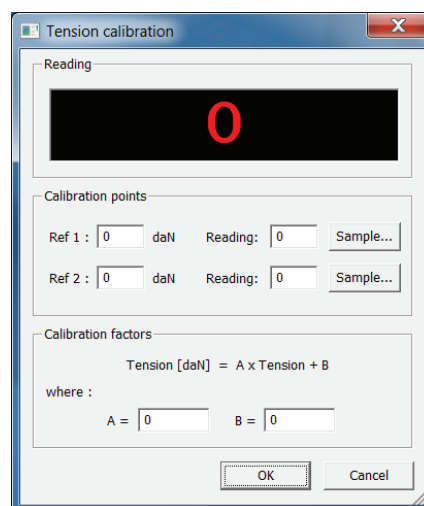 Tension calibration
Reading
0
Calibration points
Ref 1 : 0 daN Reading: 0 Sample...
Ref 2 : 0 daN Reading: 0 Sample...
Calibration factors
Tension [daN] = A x Tension + B
where :
A = 0 B = 0
OK Cancel